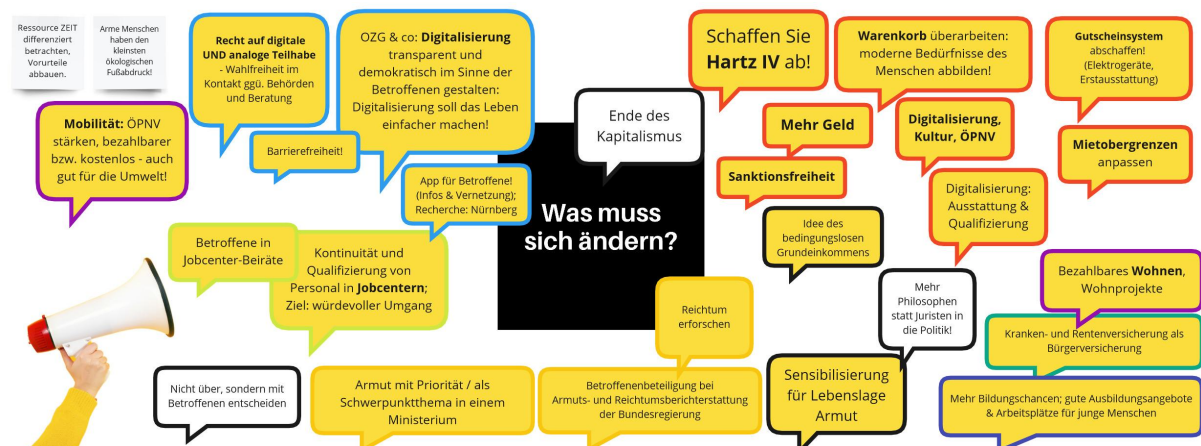 Ressource ZEIT
differenziert
betrachten,
Vorurteile
abbauen.
Arme Menschen
haben den
kleinsten
ökologischen
Fußabdruck!
Recht auf digitale
UND analoge Teilhabe
- Wahlfreiheit im
Kontakt ggü. Behörden
und Beratung
OZG & co: Digitalisierung
transparent und
demokratisch im Sinne der
Betroffenen gestalten:
Digitalisierung soll das Leben
einfacher machen!
Ende des
Kapitalismus
Schaffen Sie
Hartz IV ab!
Warenkorb überarbeiten:
moderne Bedürfnisse des
Menschen abbilden!
Gutscheinsystem
abschaffen!
(Elektrogeräte,
Erstausstattung)
Mobilität: ÖPNV
stärken, bezahlbarer
bzw. kostenlos - auch
gut für die Umwelt!
Barrierefreiheit!
App für Betroffene!
(Infos & Vernetzung);
Recherche: Nürnberg
Mehr Geld
Digitalisierung,
Kultur, ÖPNV
Mietobergrenzen
anpassen
Sanktionsfreiheit
Digitalisierung:
Ausstattung &
Qualifizierung
Was muss
sich ändern?
Idee des
bedingungslosen
Grundeinkommens
Betroffene in
Jobcenter-Beiräte
Kontinuität und
Qualifizierung von
Personal in Jobcentern;
Ziel: würdevoller Umgang
Reichtum
erforschen
Mehr
Philosophen
statt Juristen in
die Politik!
Bezahlbares Wohnen,
Wohnprojekte
Kranken- und Rentenversicherung als
Bürgerversicherung
Nicht über, sondern mit
Betroffenen entscheiden
Armut mit Priorität / als
Schwerpunktthema in einem
Ministerium
Betroffenenbeteiligung bei
Armuts- und Reichtumsberichterstattung
der Bundesregierung
Sensibilisierung
für Lebenslage
Armut
Mehr Bildungschancen; gute Ausbildungsangebote
& Arbeitsplätze für junge Menschen